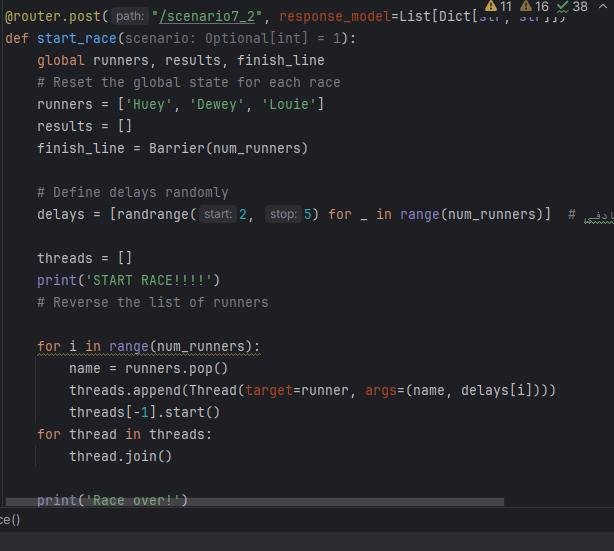 11 16 38
@router.post( path: "/scenario7_2", response_model=List[Dict[str, str]])
def start_race(scenario: Optional[int] = 1):
    global runners, results, finish_line
    # Reset the global state for each race
    runners = ['Huey', 'Dewey', 'Louie']
    results = []
    finish_line = Barrier(num_runners)
    # Define delays randomly
    delays = [randrange( start: 2, stop: 5) for _ in range(num_runners)]  #
    threads = []
    print('START RACE!!!!')
    # Reverse the list of runners
    for i in range(num_runners):
        name = runners.pop()
        threads.append(Thread(target=runner, args=(name, delays[i])))
        threads[-1].start()
    for thread in threads:
        thread.join()
    print('Race over!')
ce()